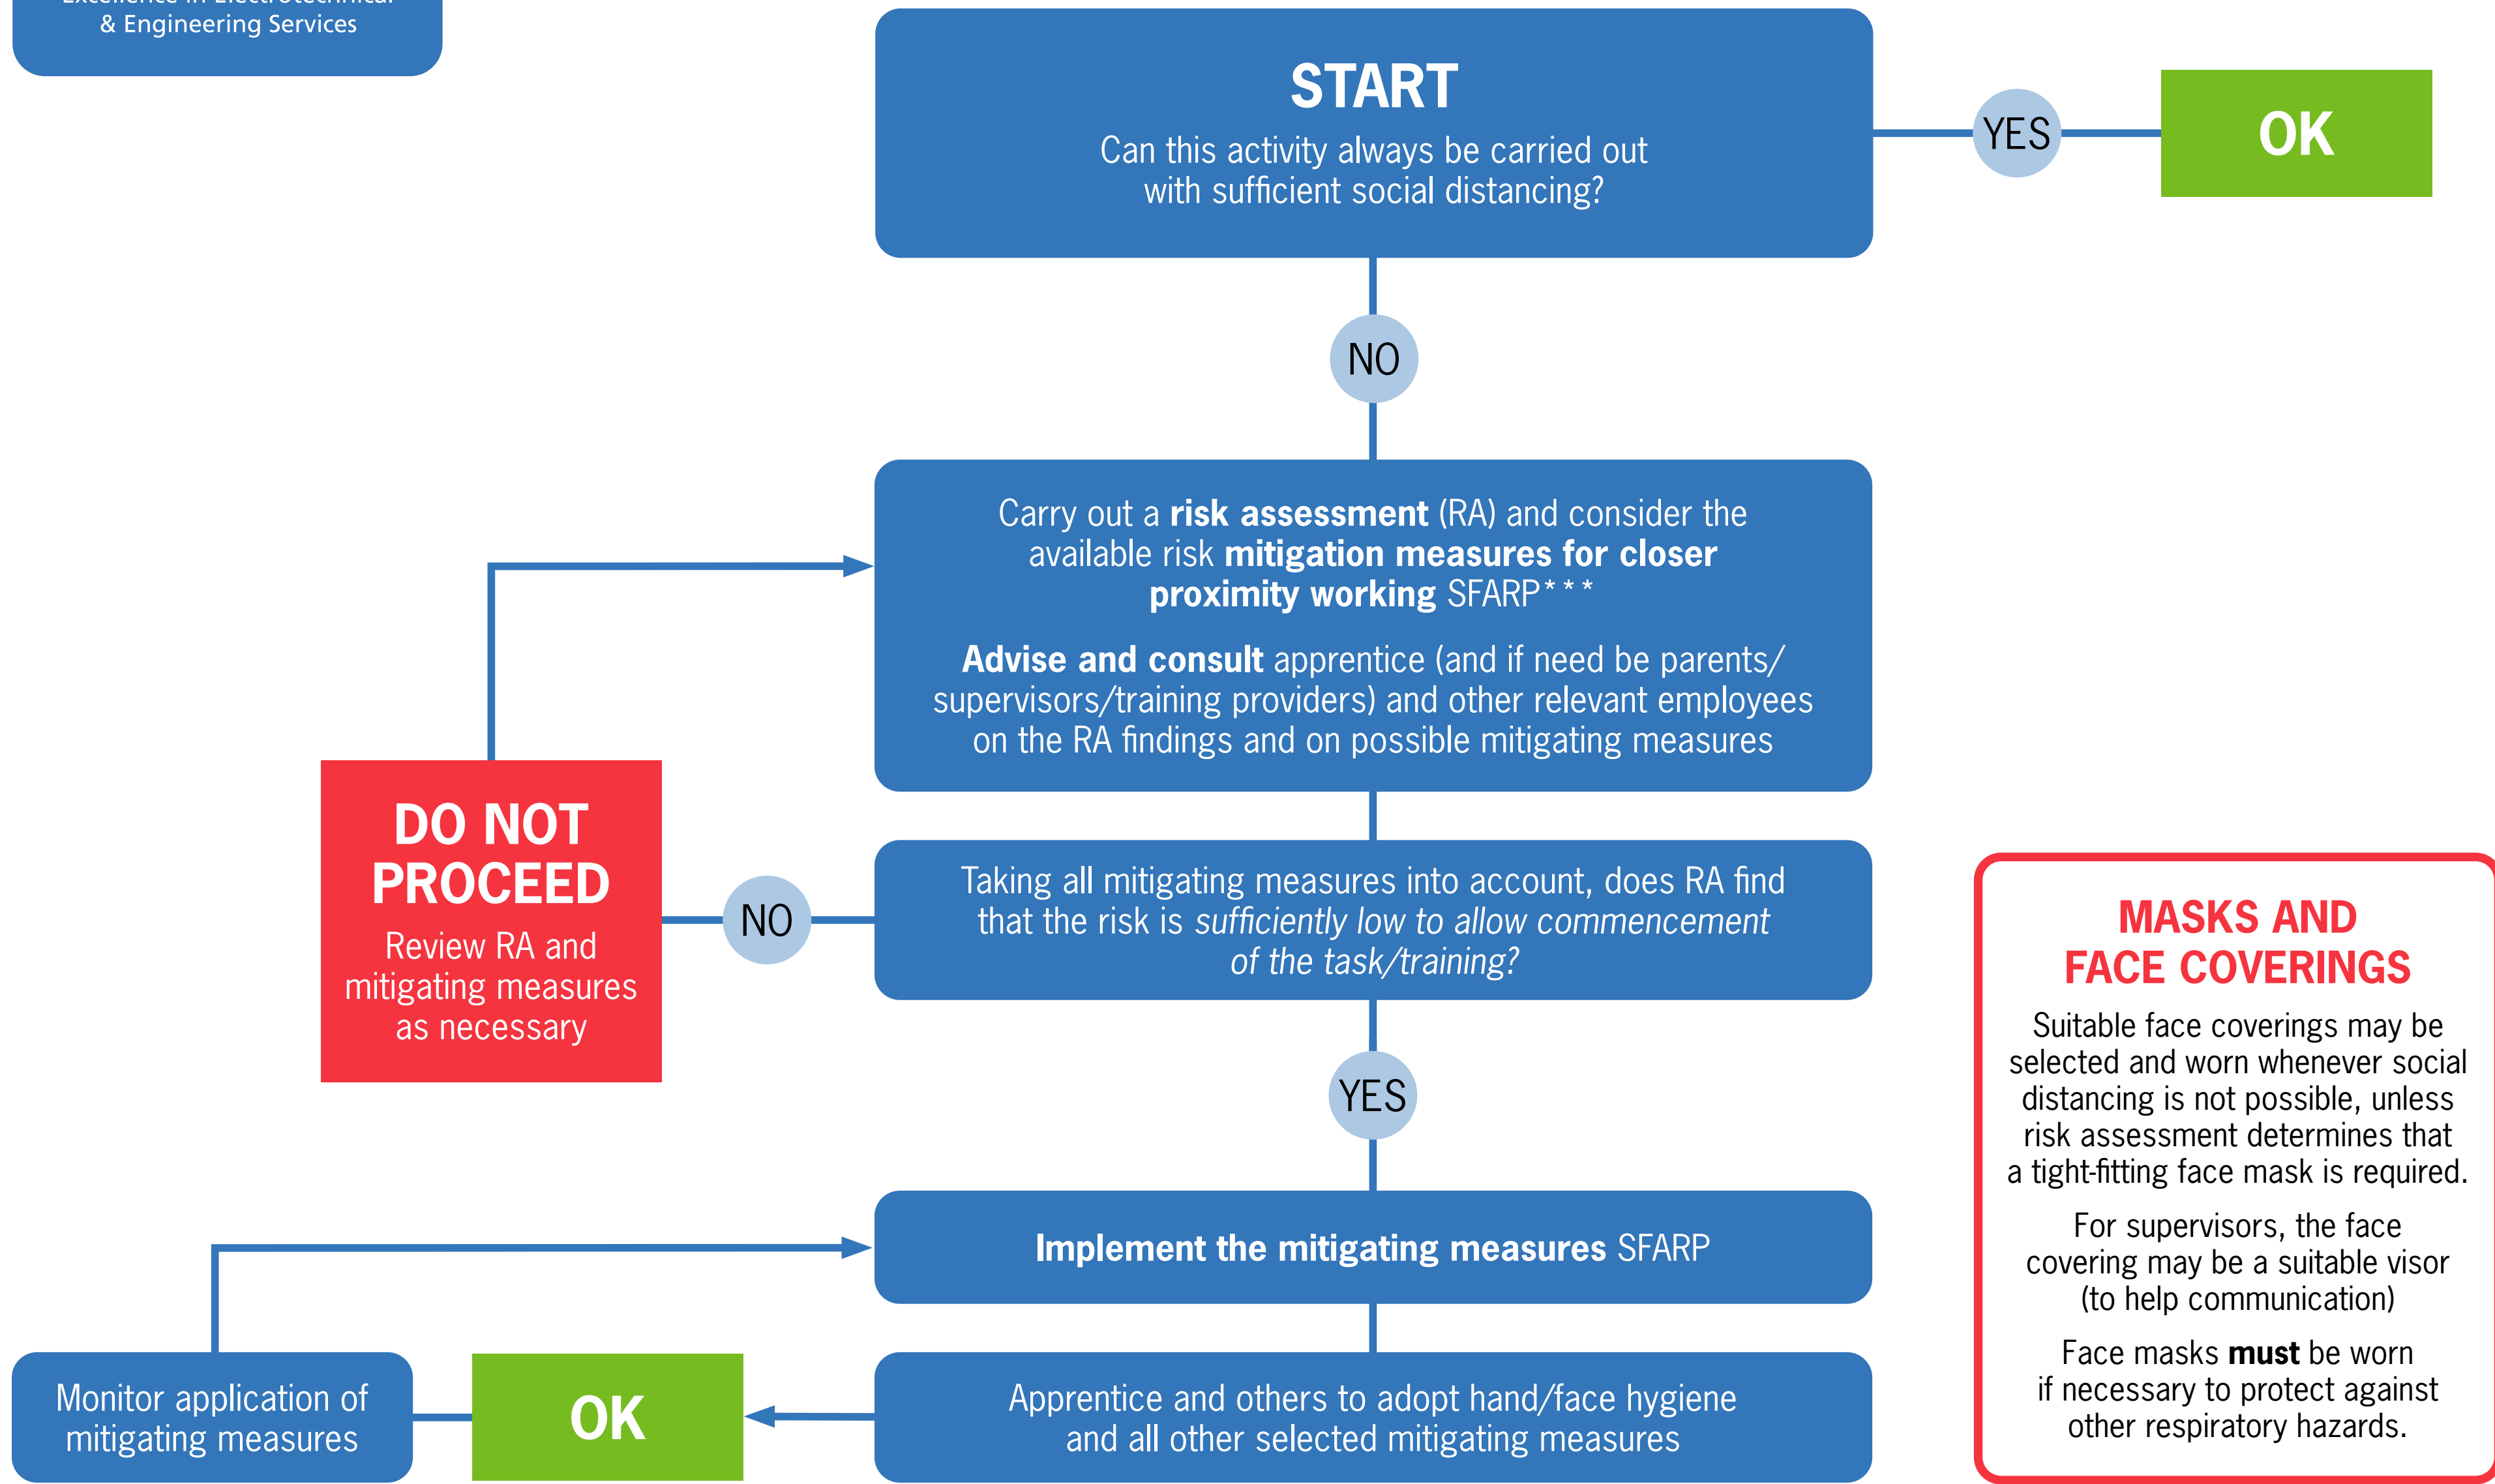 Excellence in Electrotechnical
& Engineering Services
START
Can this activity always be carried out
with sufficient social distancing?
YES
OK
NO
Carry out a risk assessment (RA) and consider the
available risk mitigation measures for closer
proximity working SFARP***
Advise and consult apprentice (and if need be parents/
supervisors/training providers) and other relevant employees
on the RA findings and on possible mitigating measures
DO NOT
PROCEED
Review RA and
mitigating measures
as necessary
NO
Taking all mitigating measures into account, does RA find
that the risk is sufficiently low to allow commencement
of the task/training?
YES
Implement the mitigating measures SFARP
Monitor application of
mitigating measures
OK
Apprentice and others to adopt hand/face hygiene
and all other selected mitigating measures
MASKS AND
FACE COVERINGS
Suitable face coverings may be
selected and worn whenever social
distancing is not possible, unless
risk assessment determines that
a tight-fitting face mask is required.
For supervisors, the face
covering may be a suitable visor
(to help communication)
Face masks must be worn
if necessary to protect against
other respiratory hazards.